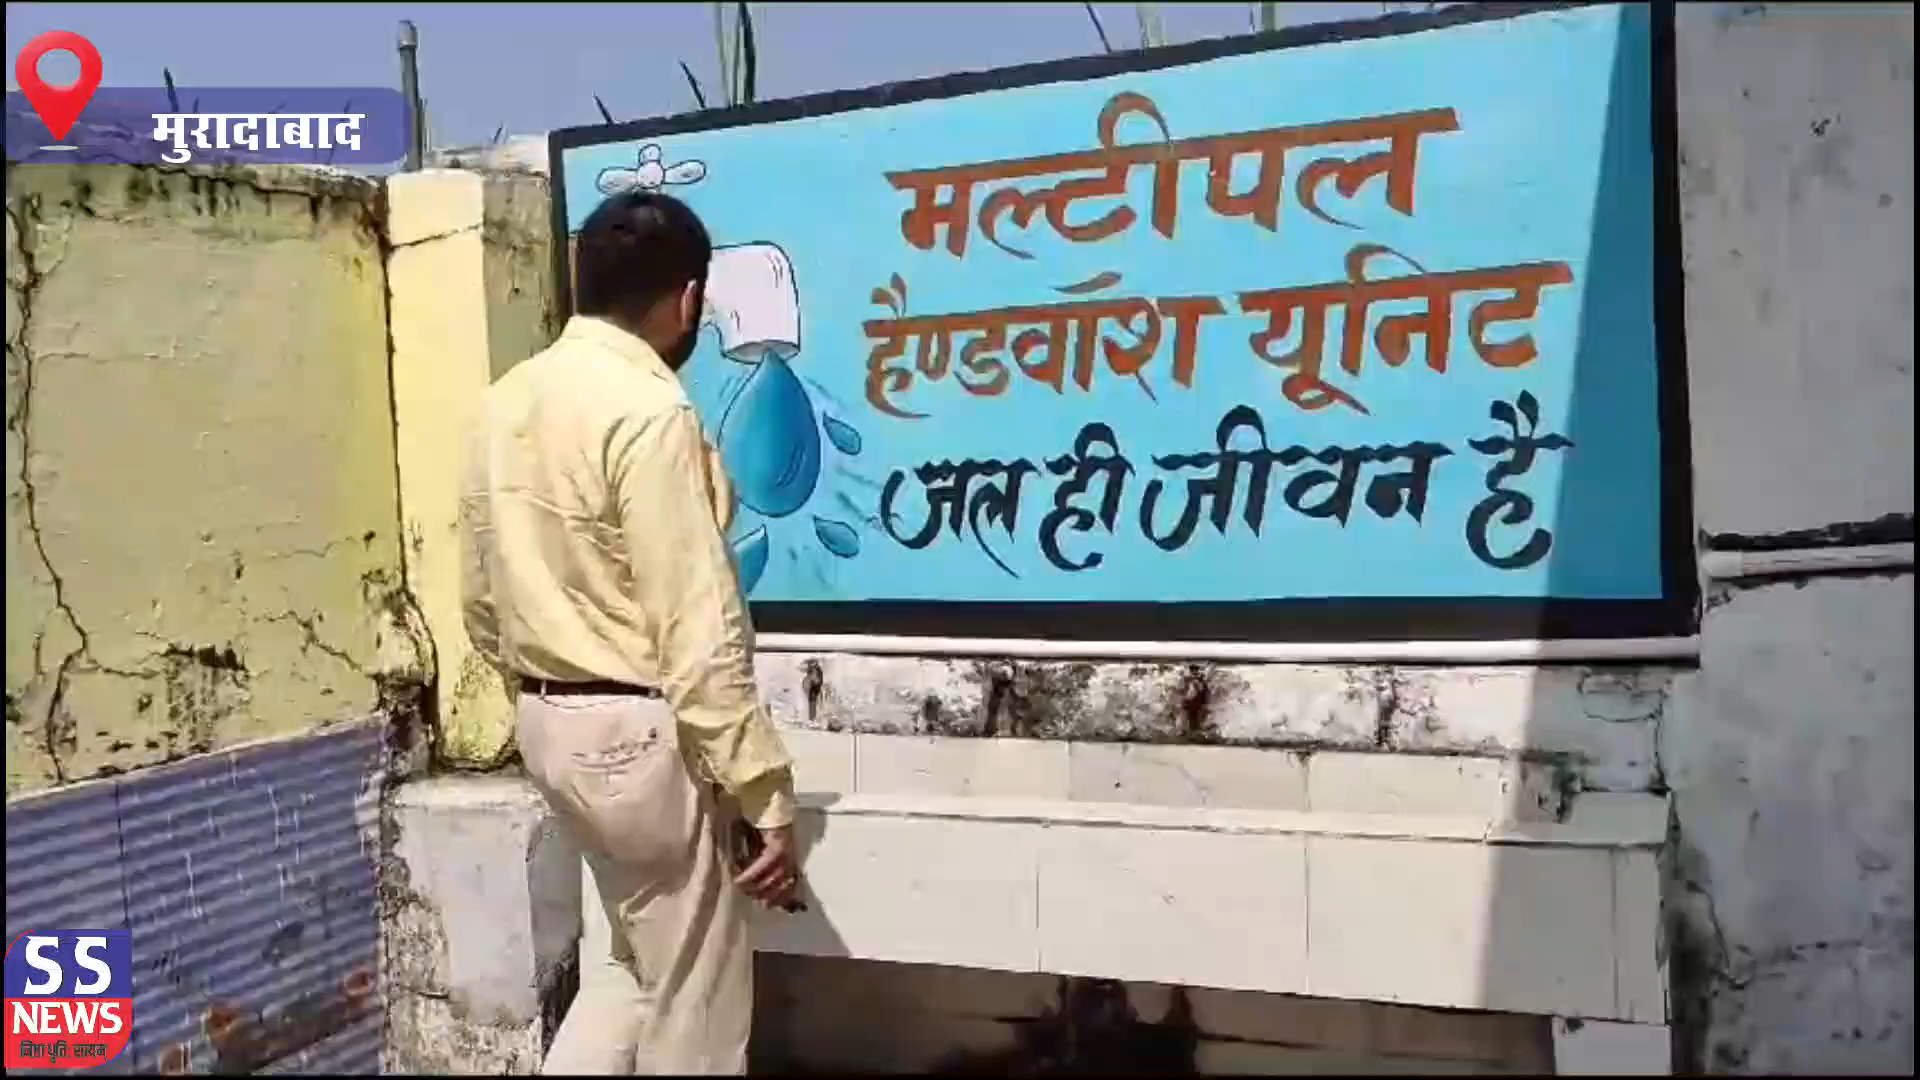 मुरादाबाद
मल्टीपल
हैण्डवॉश यूनिट
जल ही जीवन है
SS
NEWS